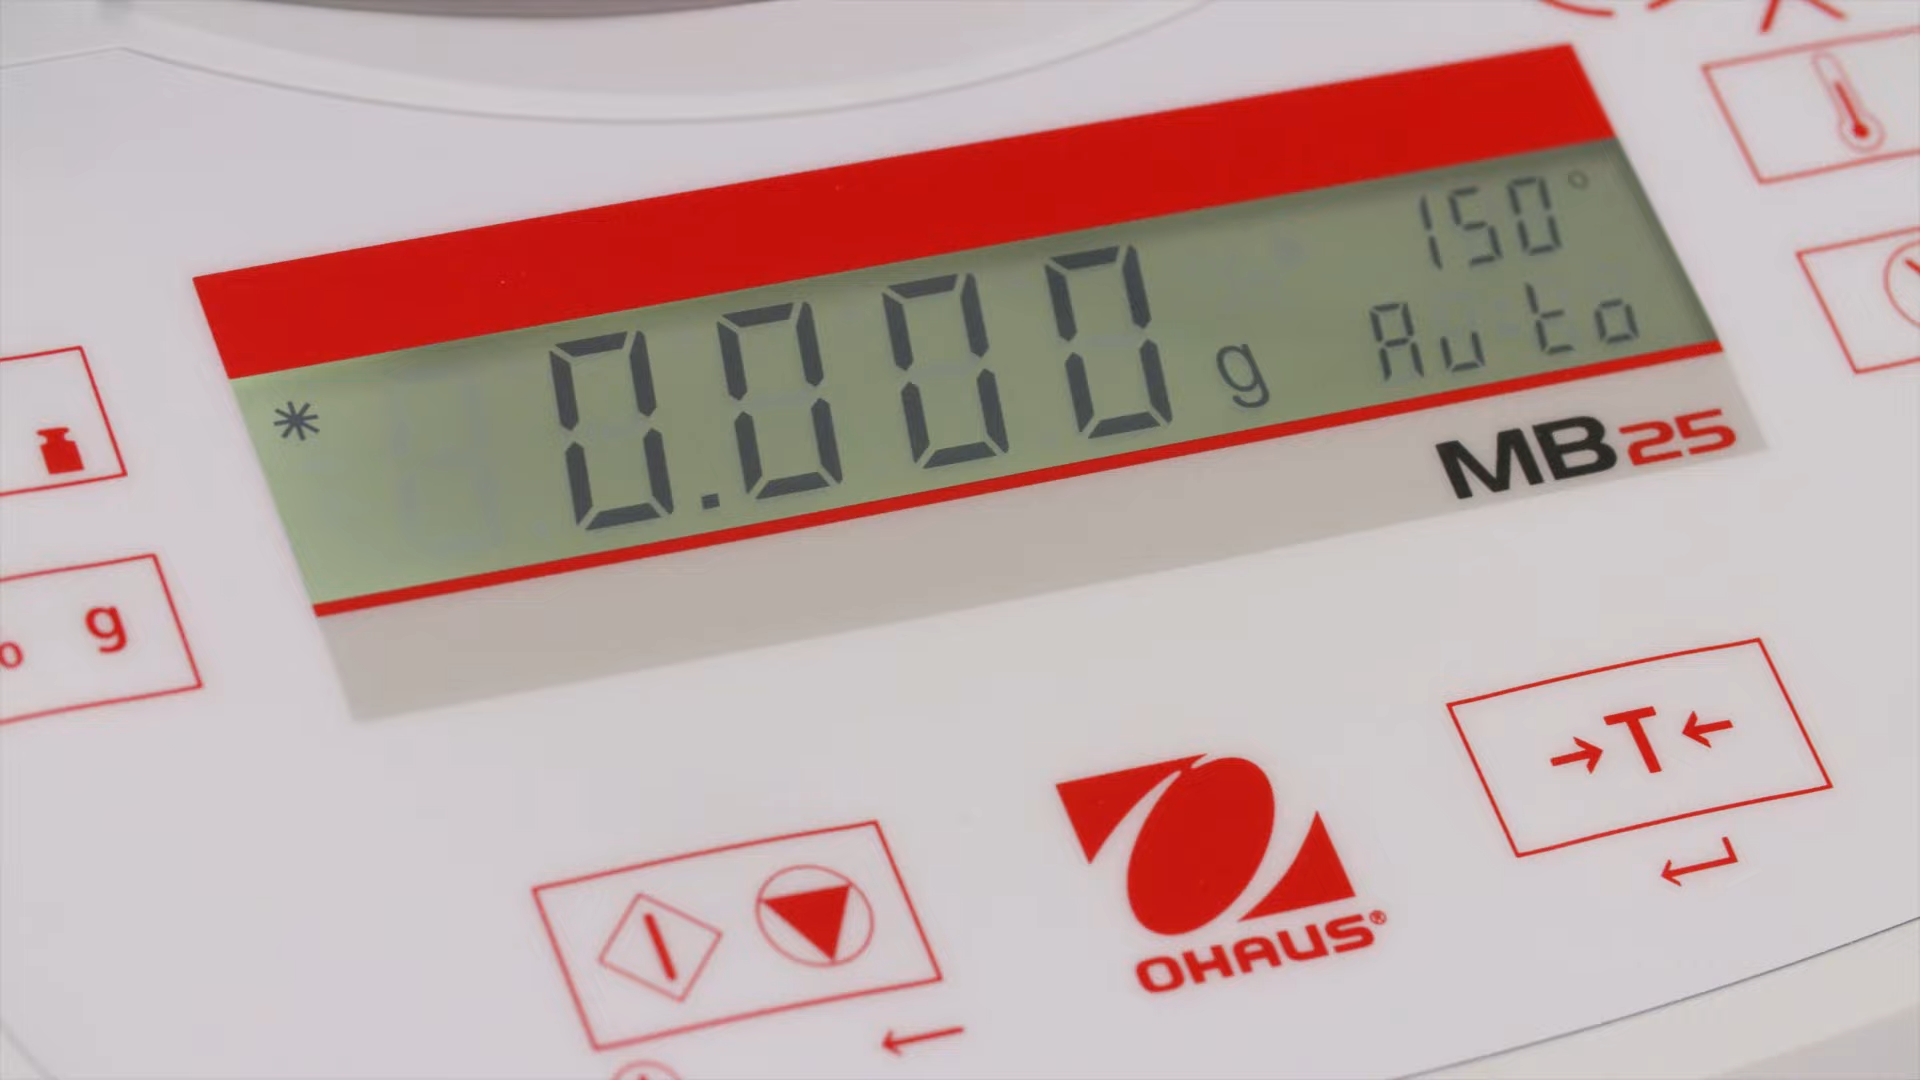 150°
* 0.000 g
Auto
MB25
g
→T←
OHAUS®